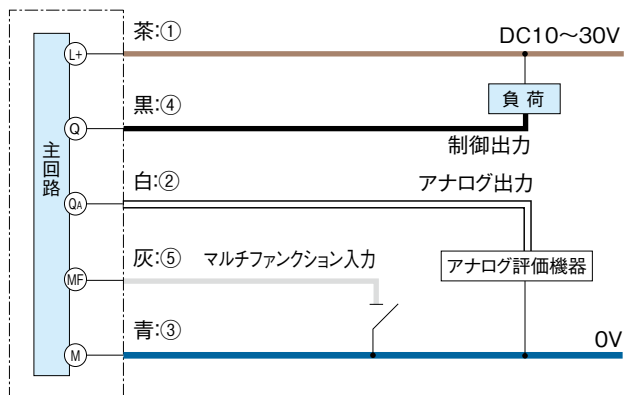 茶:①
DC10〜30V
L+
負荷
黒:④
Q
制御出力
主回路
白:②
アナログ出力
QA
灰:⑤
マルチファンクション入力
アナログ評価機器
MF
青:③
0V
M